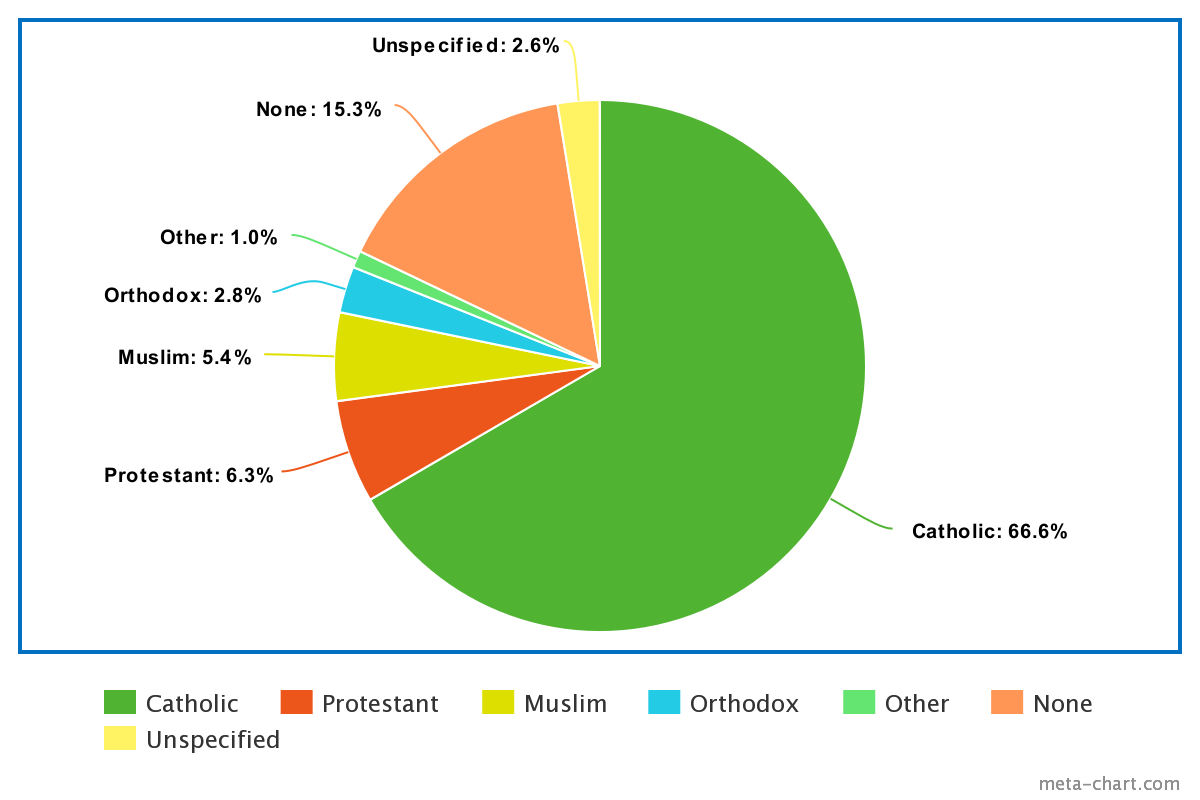 Unspecified: 2.6%
None: 15.3%
Other: 1.0%
Orthodox: 2.8%
Muslim: 5.4%
Protestant: 6.3%
Catholic: 66.6%
Catholic Protestant Muslim Orthodox Other None
Unspecified
meta-chart.com